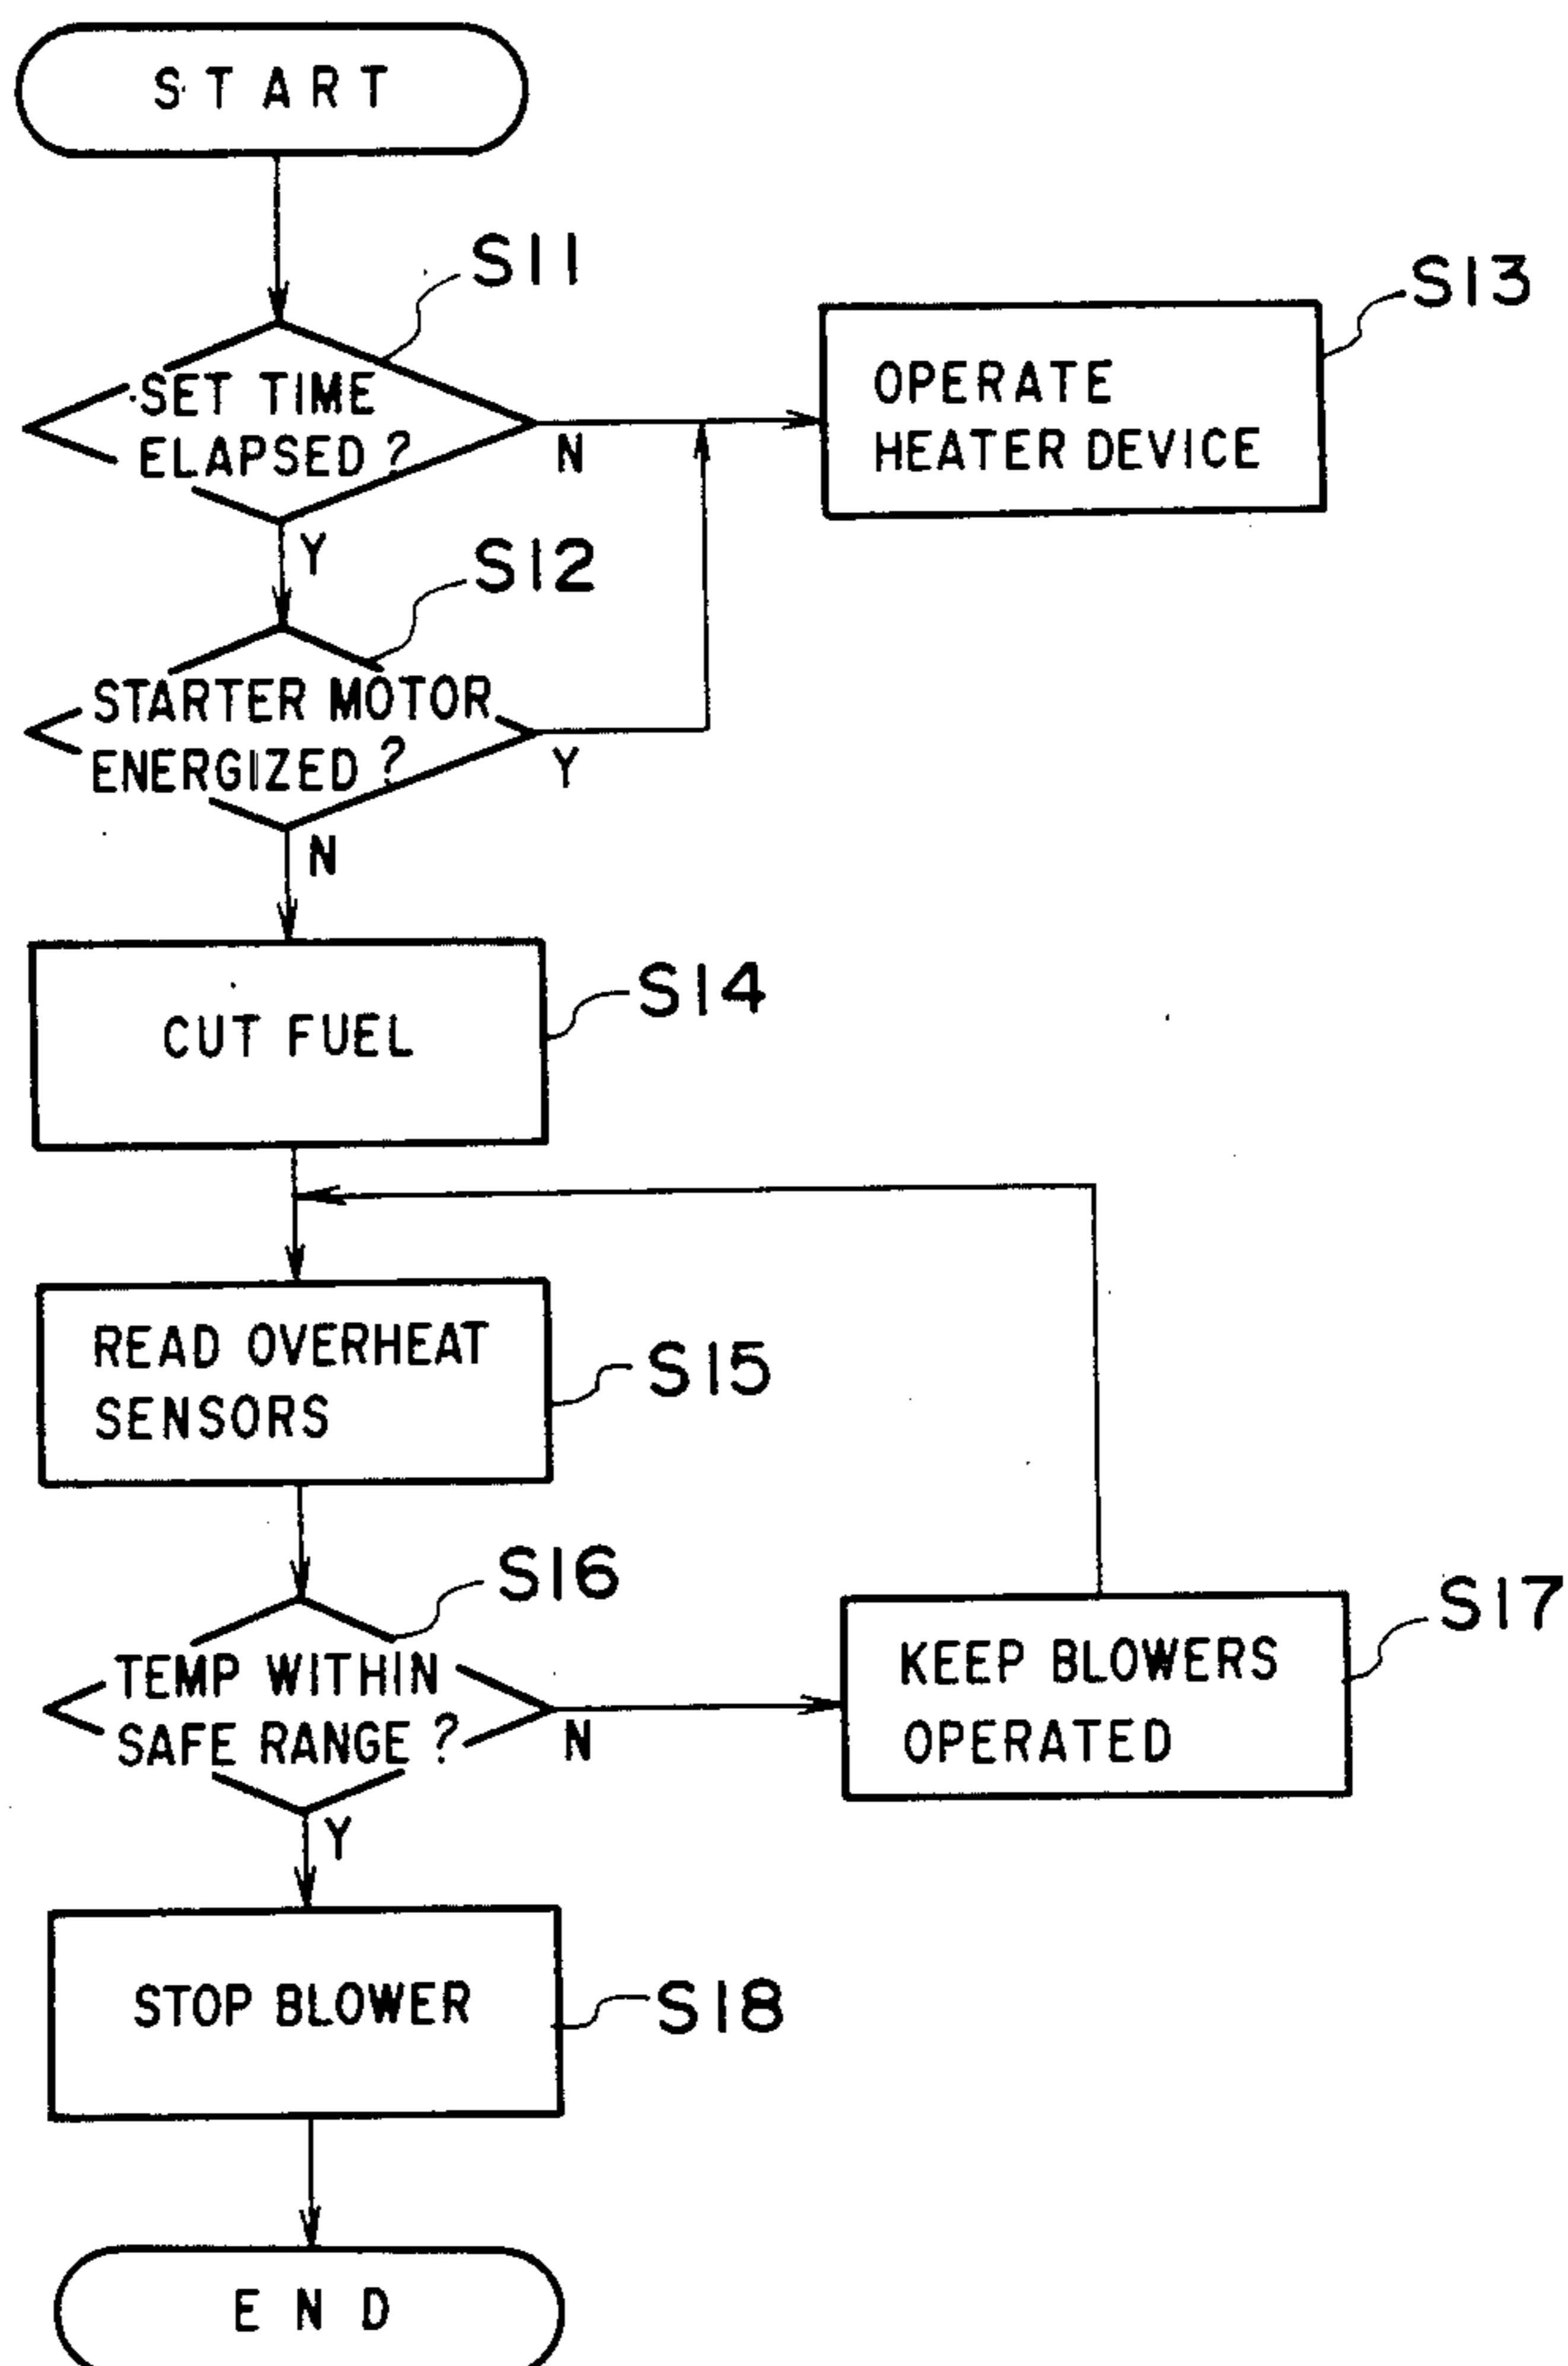 START
S11
S13
SET TIME
ELAPSED ?
N
OPERATE
HEATER DEVICE
Y
S12
STARTER MOTOR
ENERGIZED ?
Y
N
CUT FUEL
S14
READ OVERHEAT
SENSORS
S15
S16
TEMP WITHIN
SAFE RANGE ?
N
KEEP BLOWERS
OPERATED
S17
Y
STOP BLOWER
S18
END